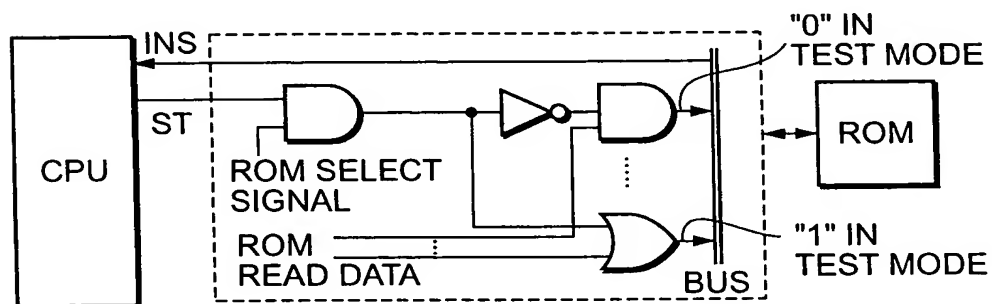 INS
"0" IN
TEST MODE
ST
CPU
ROM SELECT
SIGNAL
ROM
ROM
READ DATA
BUS
"1" IN
TEST MODE